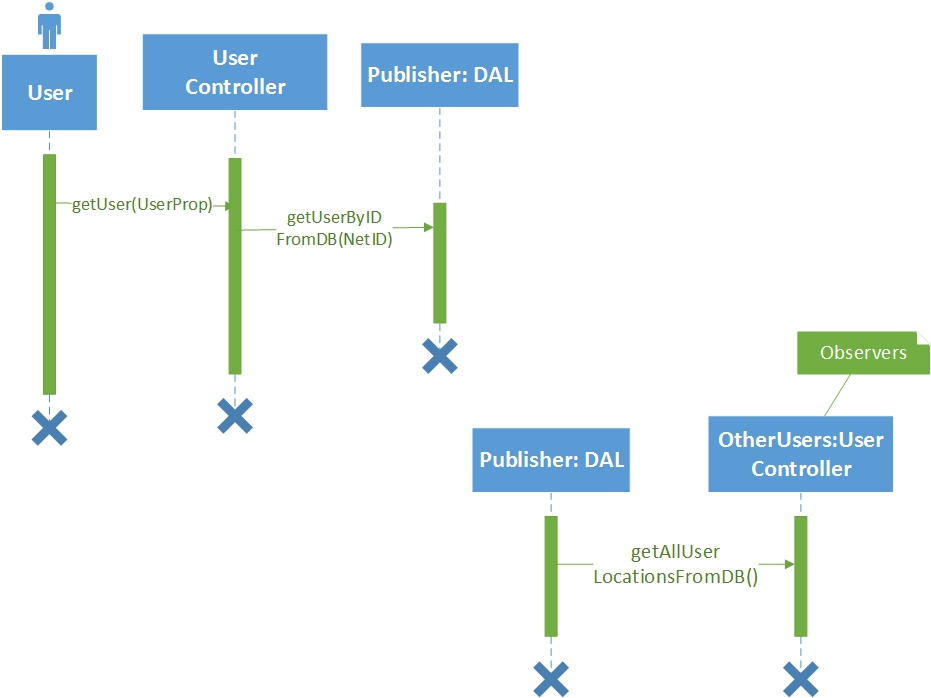 User
User
Controller
Publisher: DAL
getUser(UserProp)
getUserByID
FromDB(NetID)
Observers
Publisher: DAL
OtherUsers:User
Controller
getAllUser
LocationsFromDB()